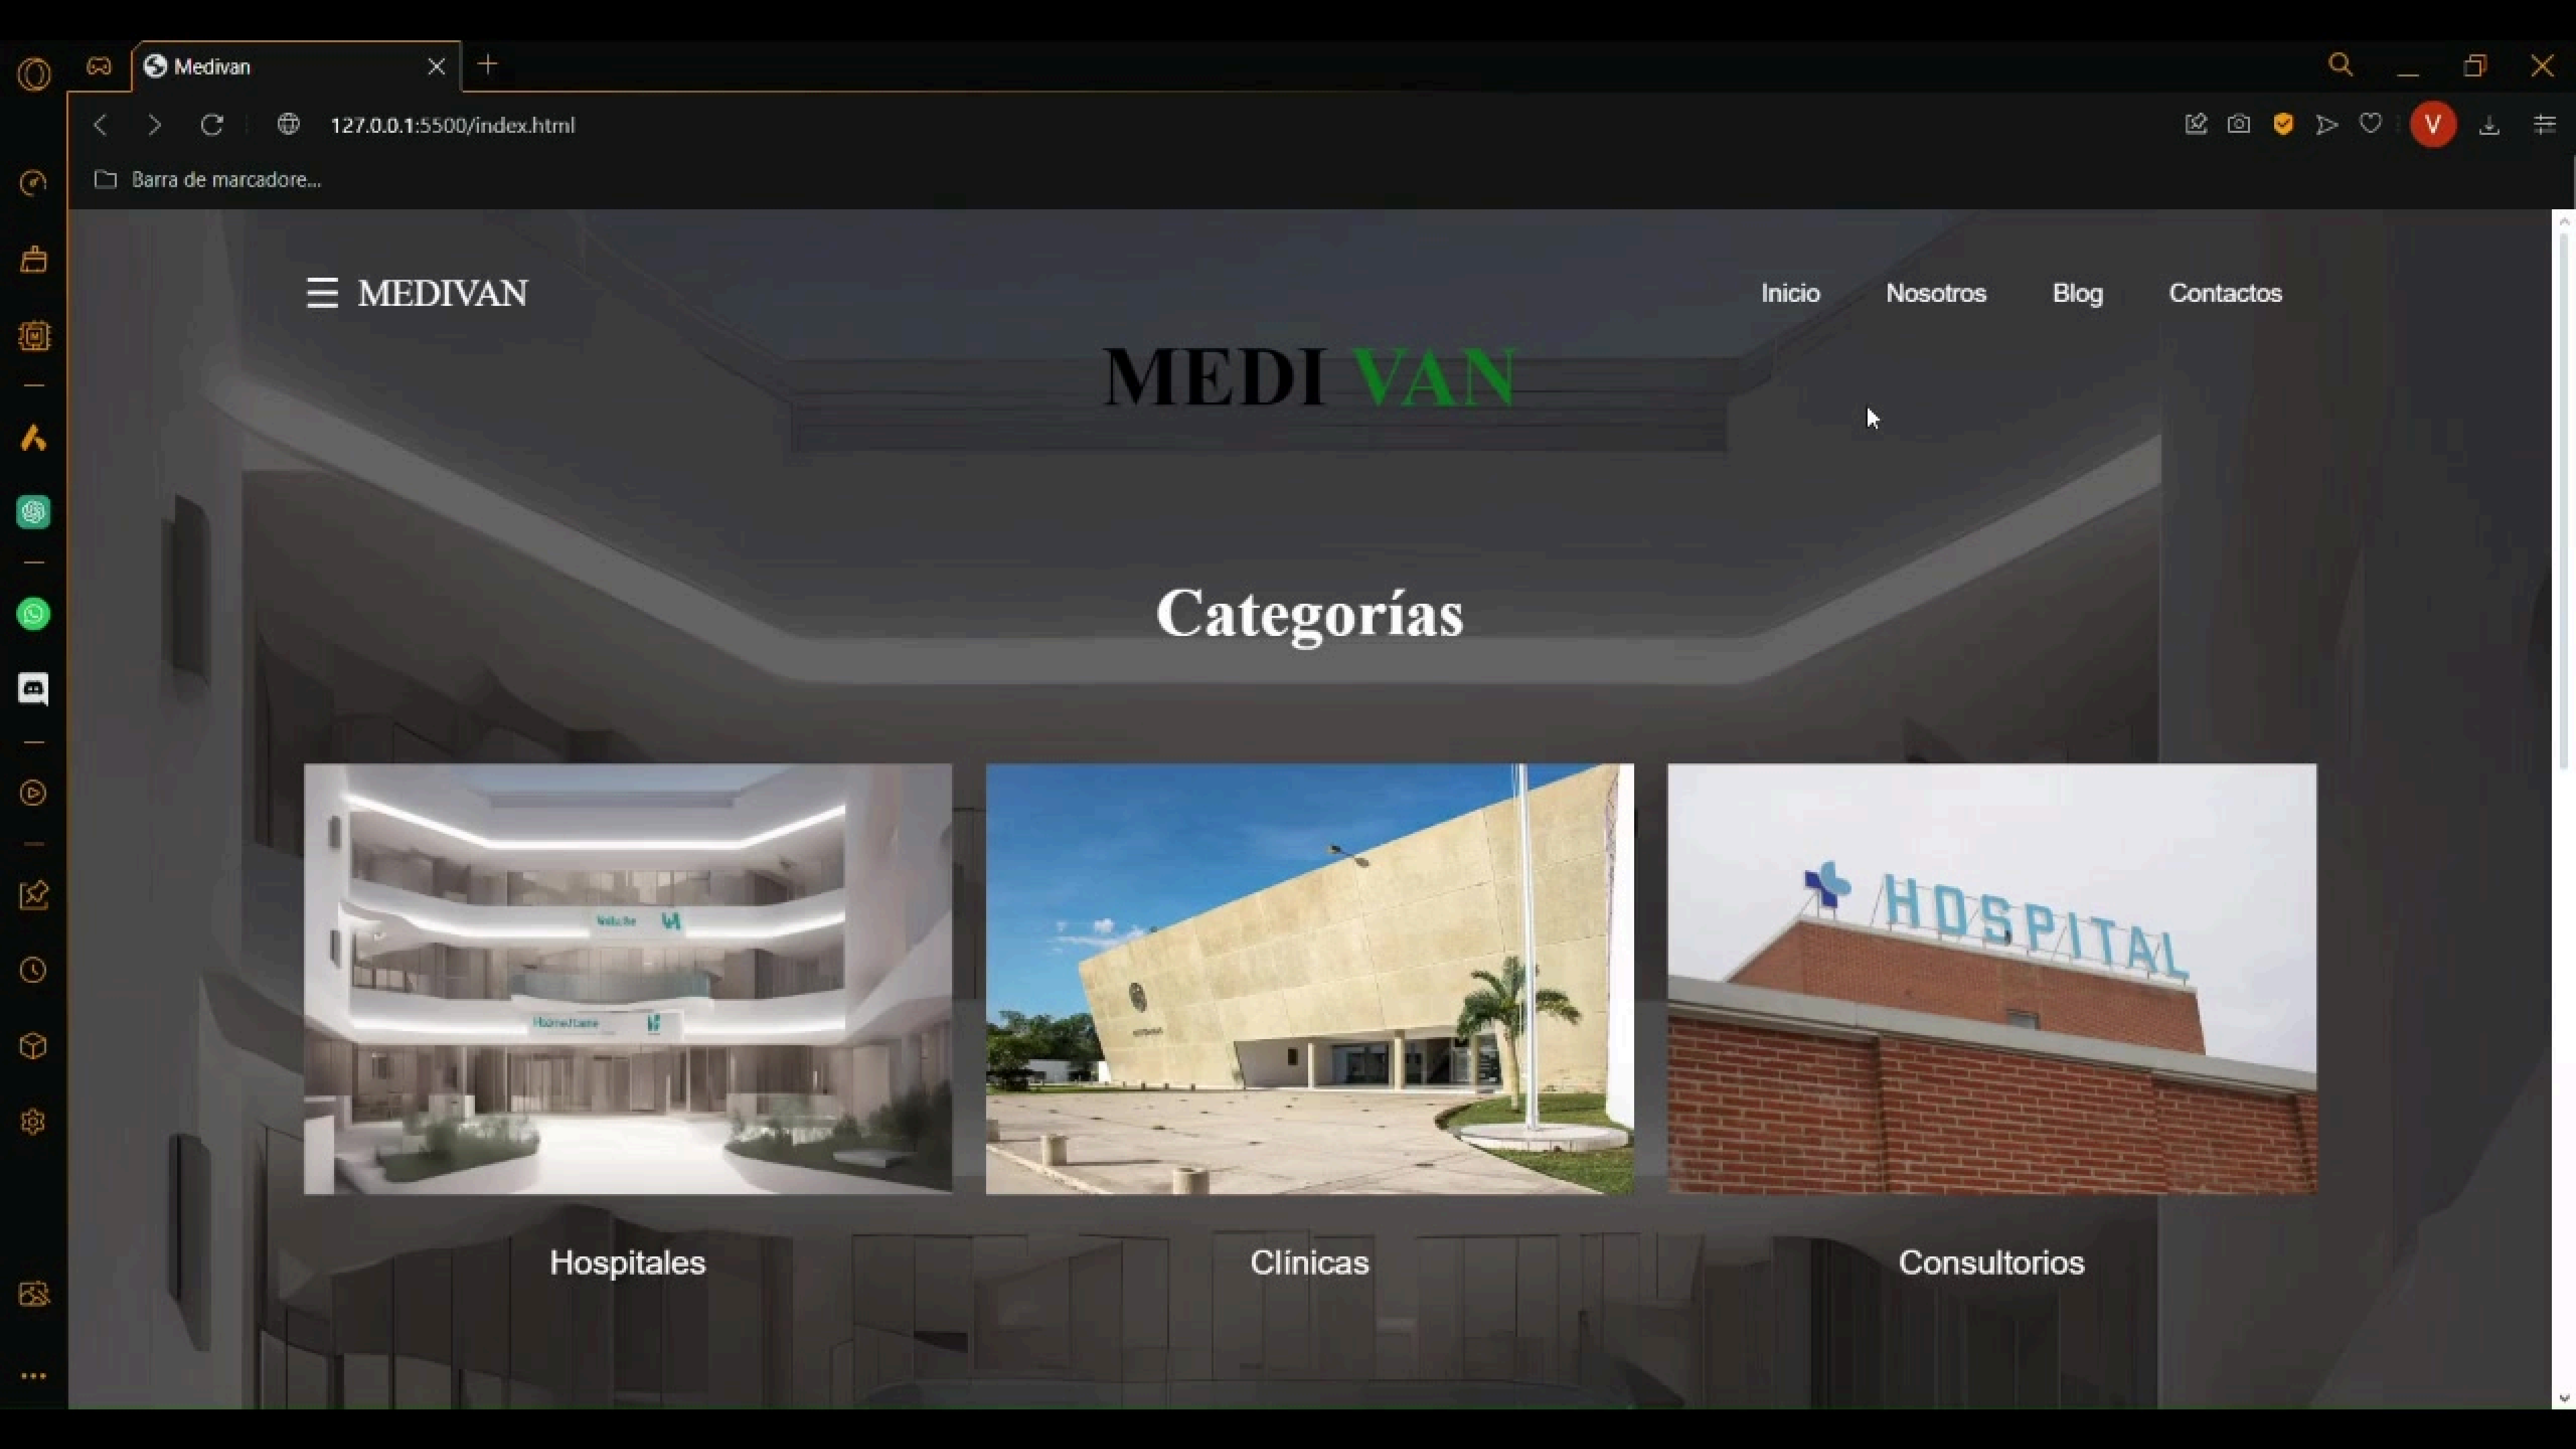 Medivan
127.0.0.1:5500/index.html
V
Barra de marcadore...
MEDIVAN
Inicio Nosotros Blog Contactos
MEDI VAN
Categorías
HOSPITAL
Hospitales Clínicas Consultorios